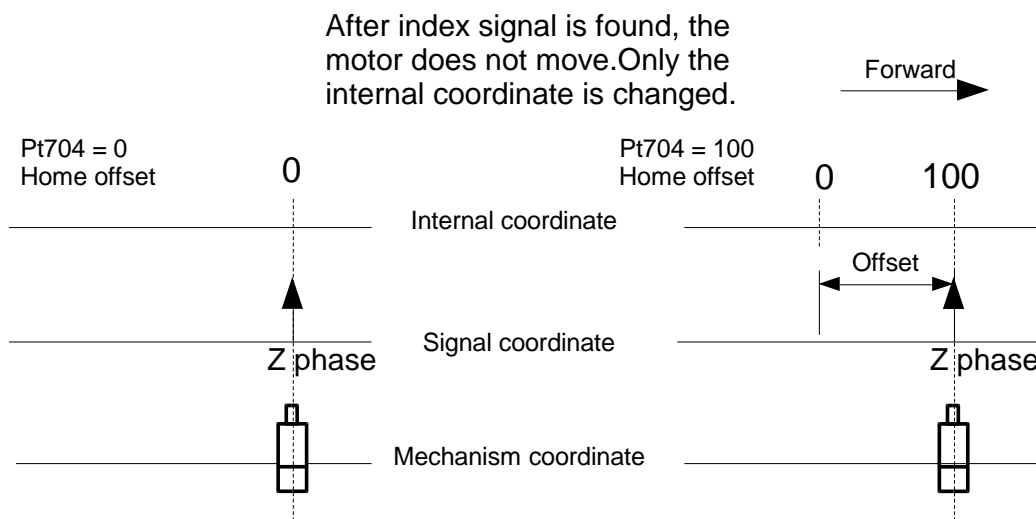 After index signal is found, the
motor does not move.Only the
internal coordinate is changed.
Forward
Pt704 = 0
Home offset
0
Pt704 = 100
Home offset
0
100
Internal coordinate
Offset
Signal coordinate
Z phase
Z phase
Mechanism coordinate